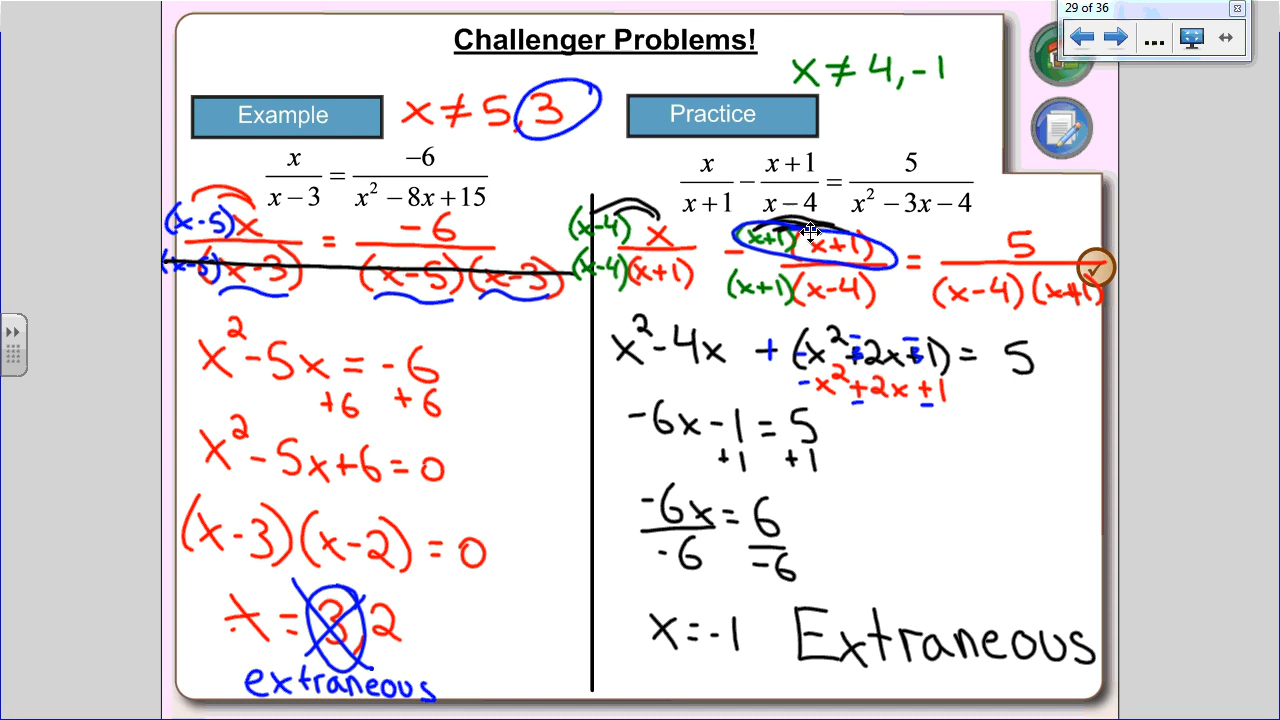 29 of 36
Challenger Problems!
Example
x ≠ 5, 3
x/(x−3) = −6/(x² − 8x + 15)
(x-5)x/(x-5)(x-3) = -6/(x-5)(x-3)
x² - 5x = -6
+6 +6
x² - 5x + 6 = 0
(x-3)(x-2) = 0
x = 3, 2
extraneous
Practice
x ≠ 4, -1
x/(x+1) − (x+1)/(x−4) = 5/(x² − 3x − 4)
(x-4)x/(x-4)(x+1) - (x+1)(x+1)/(x+1)(x-4) = 5/(x-4)(x+1)
x² - 4x + (-x² - 2x - 1) = 5
-x² + 2x + 1
-6x - 1 = 5
+1 +1
-6x/-6 = 6/-6
x = -1 Extraneous